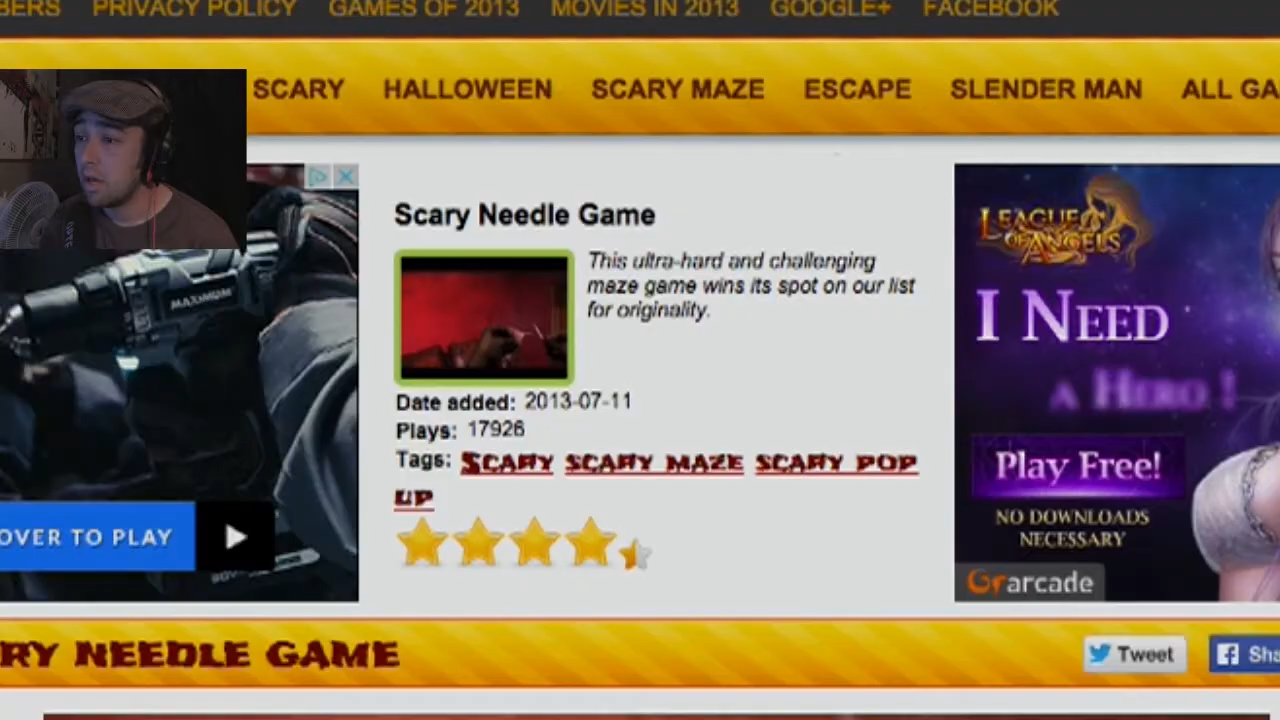 BERS PRIVACY POLICY GAMES OF 2013 MOVIES IN 2013 GOOGLE+ FACEBOOK
SCARY HALLOWEEN SCARY MAZE ESCAPE SLENDER MAN ALL GA
Scary Needle Game
This ultra-hard and challenging
maze game wins its spot on our list
for originality.
Date added: 2013-07-11
Plays: 17926
Tags: SCARY SCARY MAZE SCARY POP
UP
MAXIMUM
OVER TO PLAY
LEAGUE
OF ANGELS
I NEED
A HERO !
Play Free!
NO DOWNLOADS
NECESSARY
GTarcade
RY NEEDLE GAME
Tweet
Sha